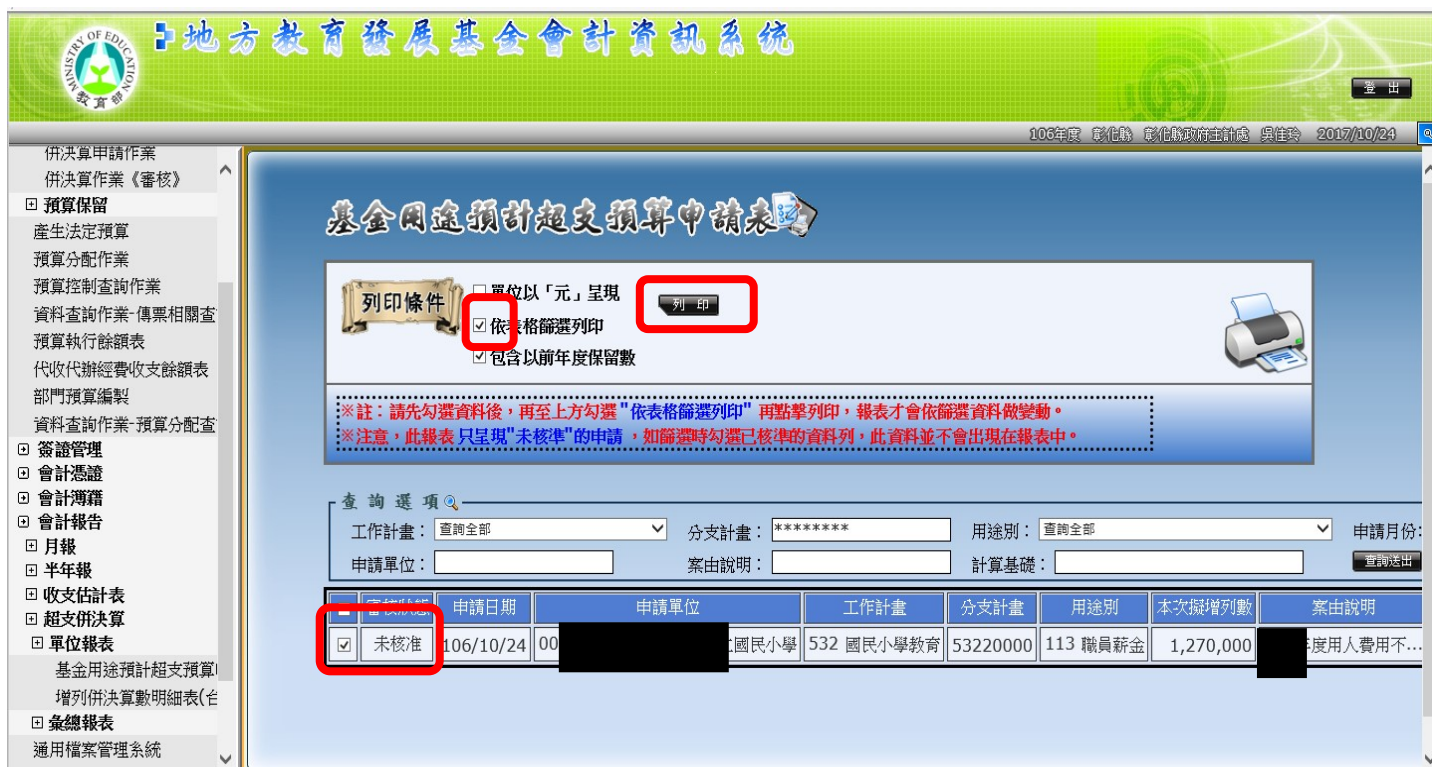 MINISTRY OF EDUCATION
教育部
地方教育發展基金會計資訊系統
登 出
106年度 彰化縣 彰化縣政府主計處 吳佳玲 2017/10/24
併決算申請作業
併決算作業《審核》
預算保留
產生法定預算
預算分配作業
預算控制查詢作業
資料查詢作業-傳票相關查
預算執行餘額表
代收代辦經費收支餘額表
部門預算編製
資料查詢作業-預算分配查
簽證管理
會計憑證
會計簿籍
會計報告
月報
半年報
收支估計表
超支併決算
單位報表
基金用途預計超支預算
增列併決算數明細表(台
彙總報表
通用檔案管理系統
基金用途預計超支預算申請表
列印條件
單位以「元」呈現
列 印
依表格篩選列印
包含以前年度保留數
※註：請先勾選資料後，再至上方勾選"依表格篩選列印" 再點擊列印，報表才會依篩選資料做變動。
※注意，此報表 只呈現"未核準"的申請 ，如篩選時勾選已核準的資料列，此資料並不會出現在報表中。
查 詢 選 項
工作計畫： 查詢全部 分支計畫： ******** 用途別： 查詢全部 申請月份：
申請單位： 案由說明： 計算基礎： 查詢送出
審核狀態 申請日期 申請單位 工作計畫 分支計畫 用途別 本次擬增列數 案由說明
未核准 106/10/24 00 國民小學 532 國民小學教育 53220000 113 職員薪金 1,270,000 年度用人費用不...